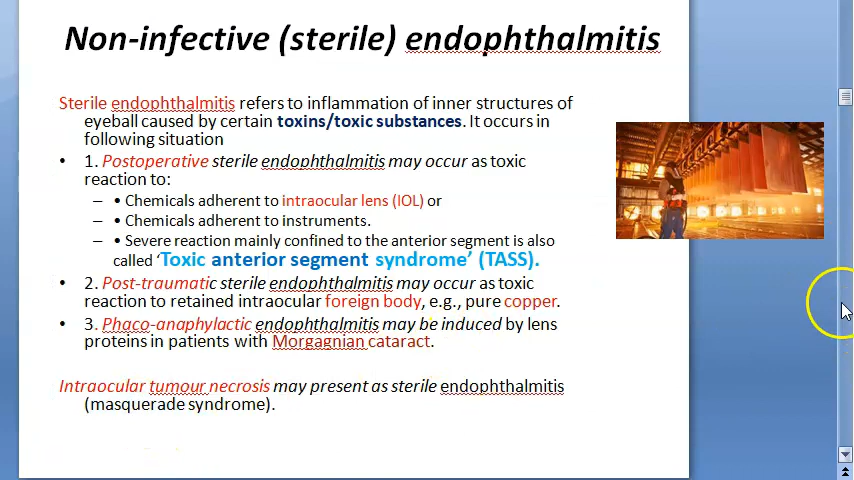 Non-infective (sterile) endophthalmitis
Sterile endophthalmitis refers to inflammation of inner structures of
eyeball caused by certain toxins/toxic substances. It occurs in
following situation
• 1. Postoperative sterile endophthalmitis may occur as toxic
reaction to:
– • Chemicals adherent to intraocular lens (IOL) or
– • Chemicals adherent to instruments.
– • Severe reaction mainly confined to the anterior segment is also
called ‘Toxic anterior segment syndrome’ (TASS).
• 2. Post-traumatic sterile endophthalmitis may occur as toxic
reaction to retained intraocular foreign body, e.g., pure copper.
• 3. Phaco-anaphylactic endophthalmitis may be induced by lens
proteins in patients with Morgagnian cataract.
Intraocular tumour necrosis may present as sterile endophthalmitis
(masquerade syndrome).